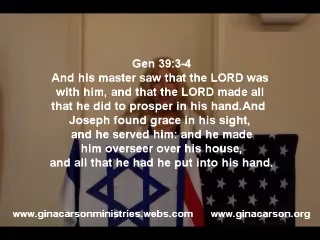 Gen 39:3-4
And his master saw that the LORD was
with him, and that the LORD made all
that he did to prosper in his hand.And
Joseph found grace in his sight,
and he served him: and he made
him overseer over his house,
and all that he had he put into his hand.
www.ginacarsonministries.webs.com www.ginacarson.org